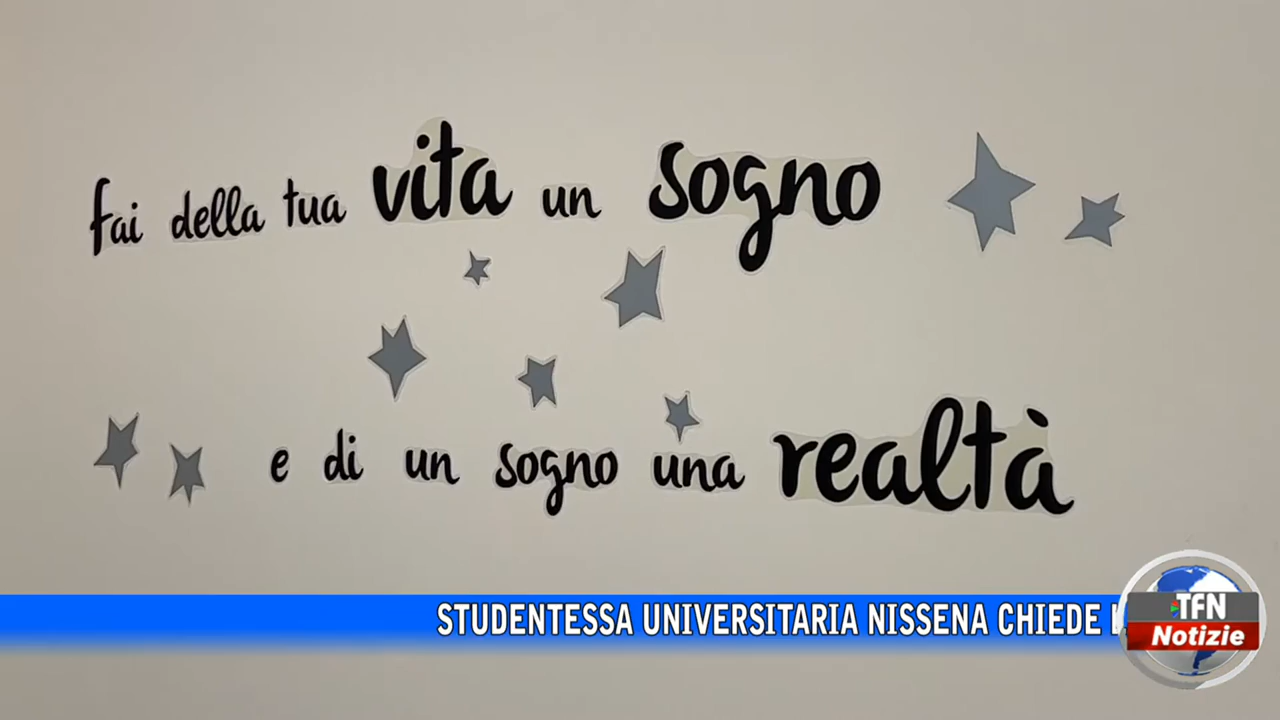 fai della tua vita un sogno
e di un sogno una realtà
STUDENTESSA UNIVERSITARIA NISSENA CHIEDE
TFN
Notizie